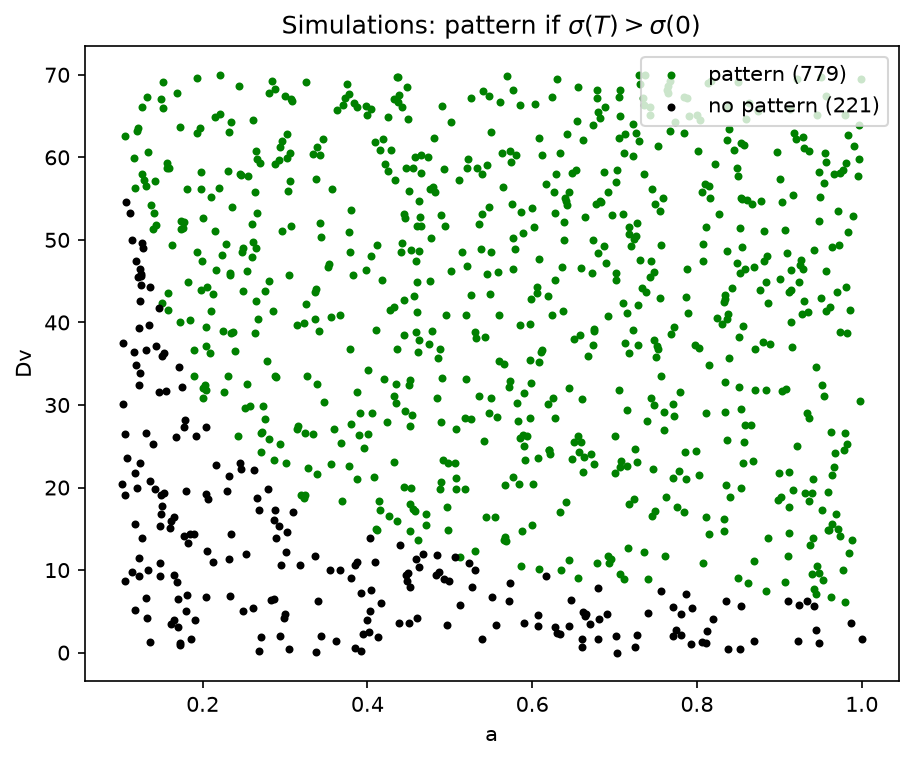 Simulations: pattern if σ(T) > σ(0)
pattern (779)
no pattern (221)
Dv
70
60
50
40
30
20
10
0
0.2 0.4 0.6 0.8 1.0
a